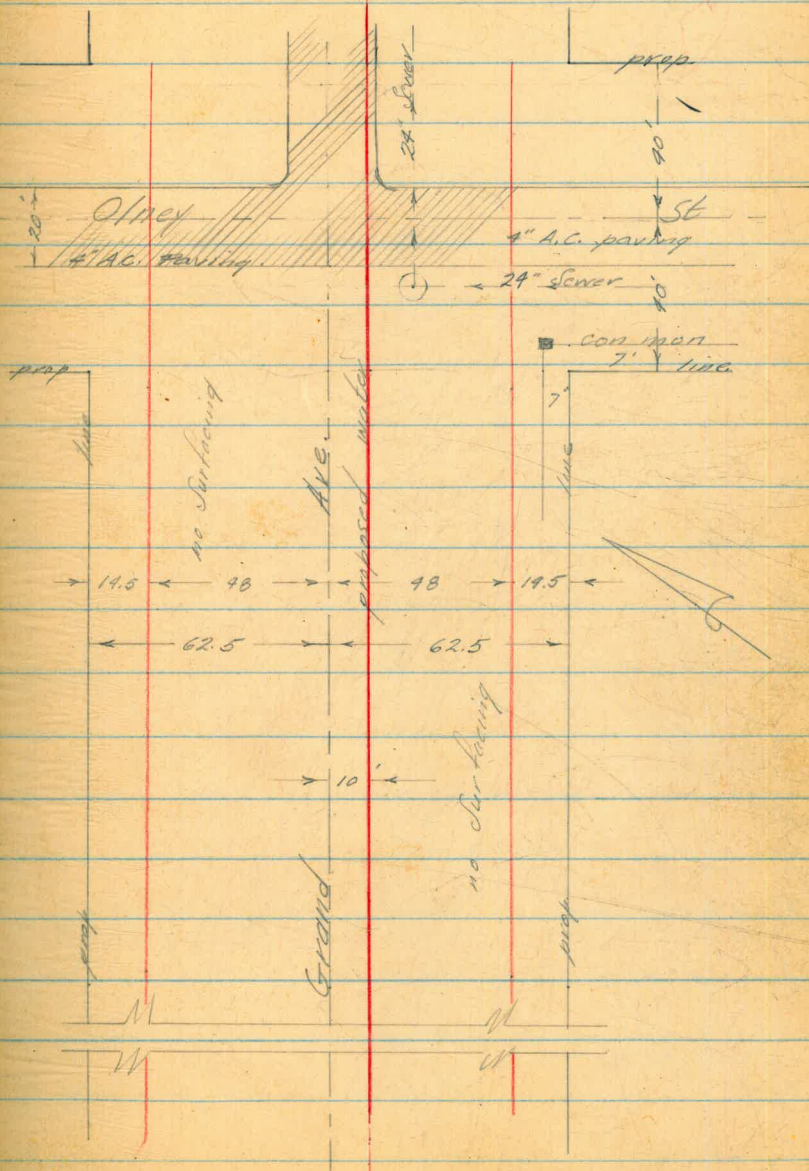 prop.
24" Sewer
40'
20'
Olney St
4" A.C. paving
4" A.C. Paving
24" Sewer
40'
con mon
7'
prop line
7'
line
line
no Surfacing
Ave.
proposed water
14.5 48 48 14.5
62.5 62.5
no Surfacing
10'
Grand
prop
prop